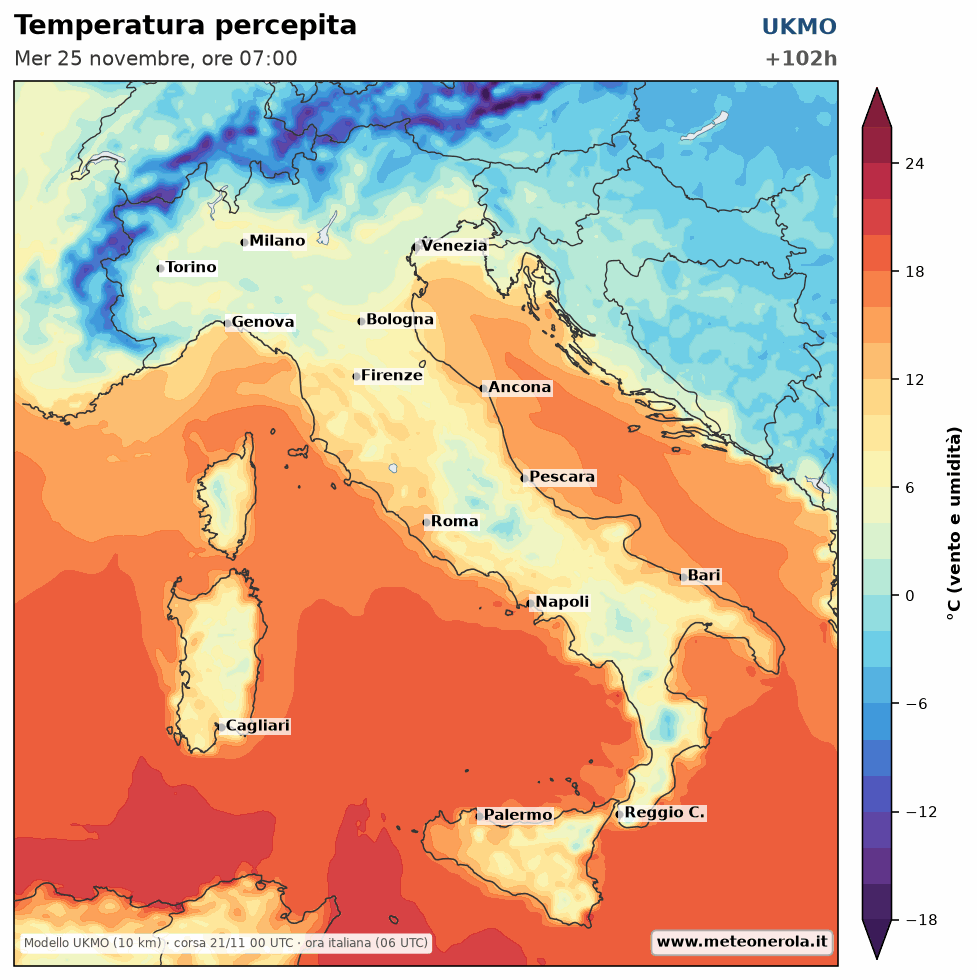 Temperatura percepita
UKMO
Mer 25 novembre, ore 07:00
+102h
Milano
Venezia
Torino
Genova
Bologna
Firenze
Ancona
Pescara
Roma
Bari
Napoli
Cagliari
Palermo
Reggio C.
24
18
12
6
0
−6
−12
−18
°C (vento e umidità)
Modello UKMO (10 km) · corsa 21/11 00 UTC · ora italiana (06 UTC)
www.meteonerola.it